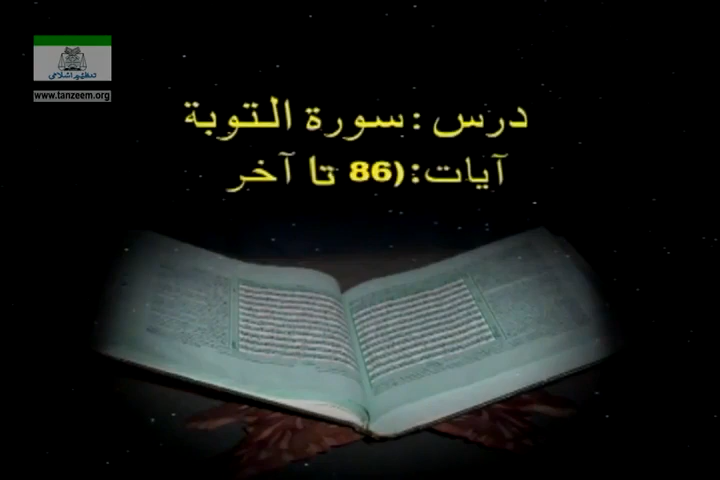 تنظیم اسلامی
www.tanzeem.org
درس : سورة التوبة
آیات:(86 تا آخر